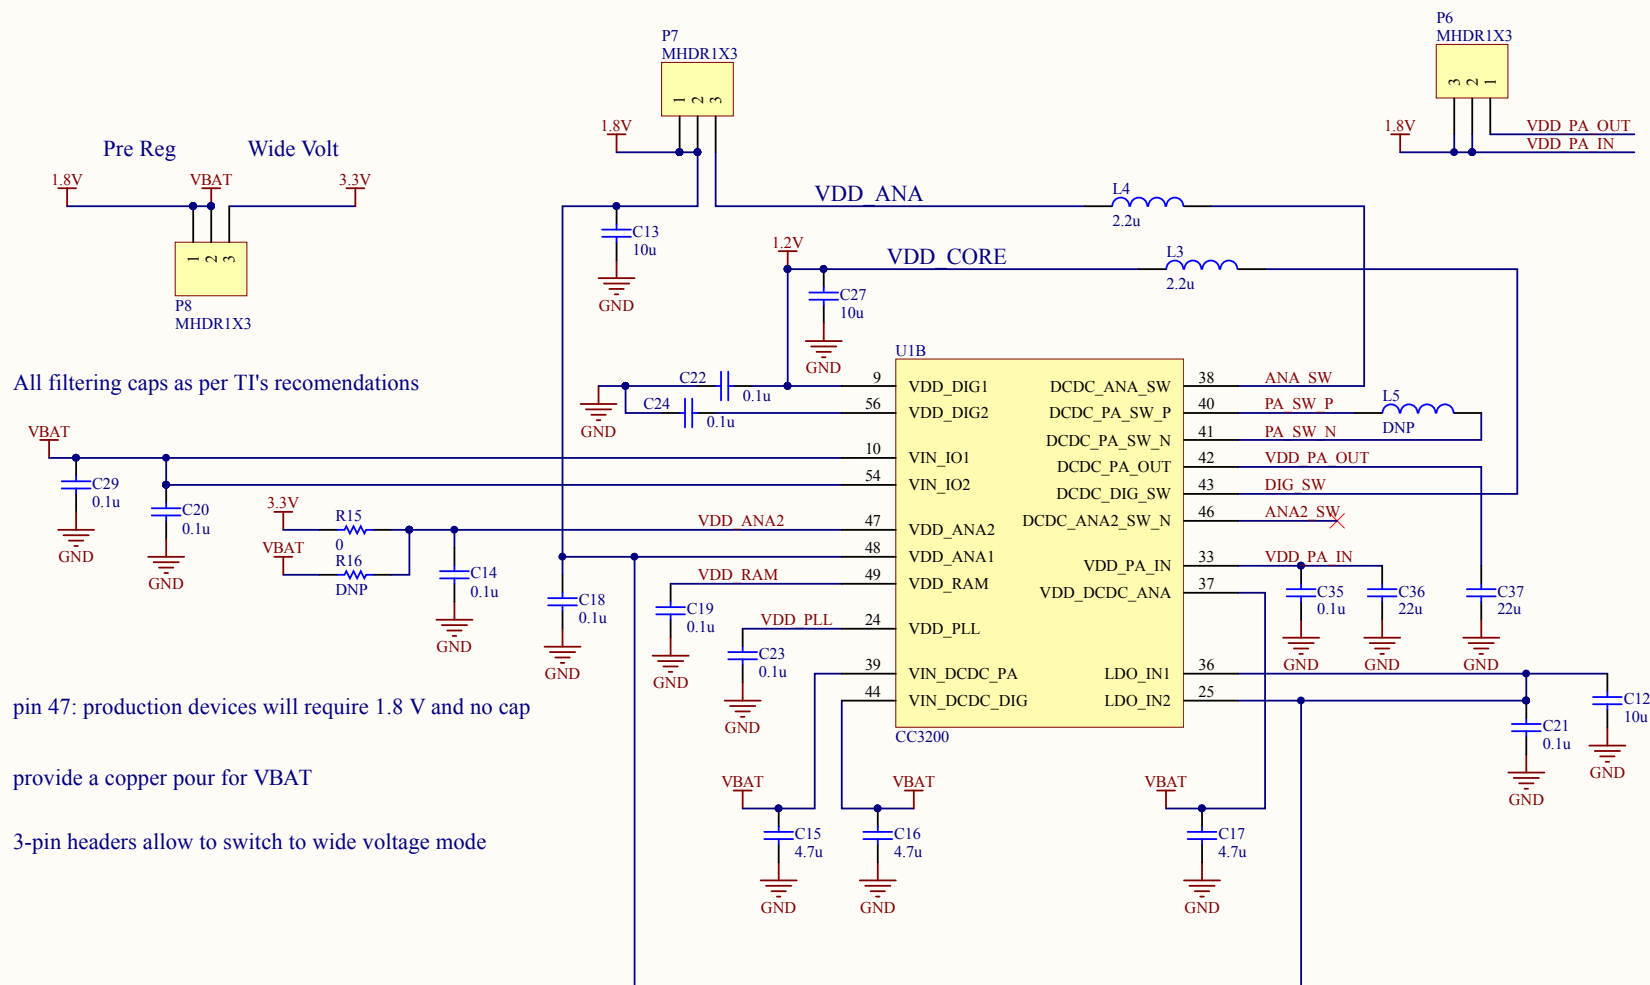 P7
MHDR1X3
1 2 3
1.8V
P6
MHDR1X3
3 2 1
1.8V
VDD_PA_OUT
VDD_PA_IN
Pre Reg
Wide Volt
1.8V
VBAT
3.3V
1 2 3
P8
MHDR1X3
VDD_ANA
L4
2.2u
C13
10u
GND
1.2V
VDD_CORE
L3
2.2u
C27
10u
GND
All filtering caps as per TI's recomendations
C22
0.1u
C24
0.1u
GND
U1B
9 VDD_DIG1
56 VDD_DIG2
10 VIN_IO1
54 VIN_IO2
47 VDD_ANA2
48 VDD_ANA1
49 VDD_RAM
24 VDD_PLL
39 VIN_DCDC_PA
44 VIN_DCDC_DIG
DCDC_ANA_SW 38 ANA_SW
DCDC_PA_SW_P 40 PA_SW_P
DCDC_PA_SW_N 41 PA_SW_N
DCDC_PA_OUT 42 VDD_PA_OUT
DCDC_DIG_SW 43 DIG_SW
DCDC_ANA2_SW_N 46 ANA2_SW
VDD_PA_IN 33 VDD_PA_IN
VDD_DCDC_ANA 37
LDO_IN1 36
LDO_IN2 25
CC3200
L5
DNP
VBAT
C29
0.1u
GND
C20
0.1u
GND
3.3V
R15
0
VBAT
R16
DNP
VDD_ANA2
C14
0.1u
GND
C18
0.1u
GND
VDD_RAM
C19
0.1u
GND
VDD_PLL
C23
0.1u
GND
C35
0.1u
GND
C36
22u
GND
C37
22u
GND
C12
10u
GND
C21
0.1u
GND
pin 47: production devices will require 1.8 V and no cap
provide a copper pour for VBAT
3-pin headers allow to switch to wide voltage mode
VBAT
C15
4.7u
GND
VBAT
C16
4.7u
GND
VBAT
C17
4.7u
GND